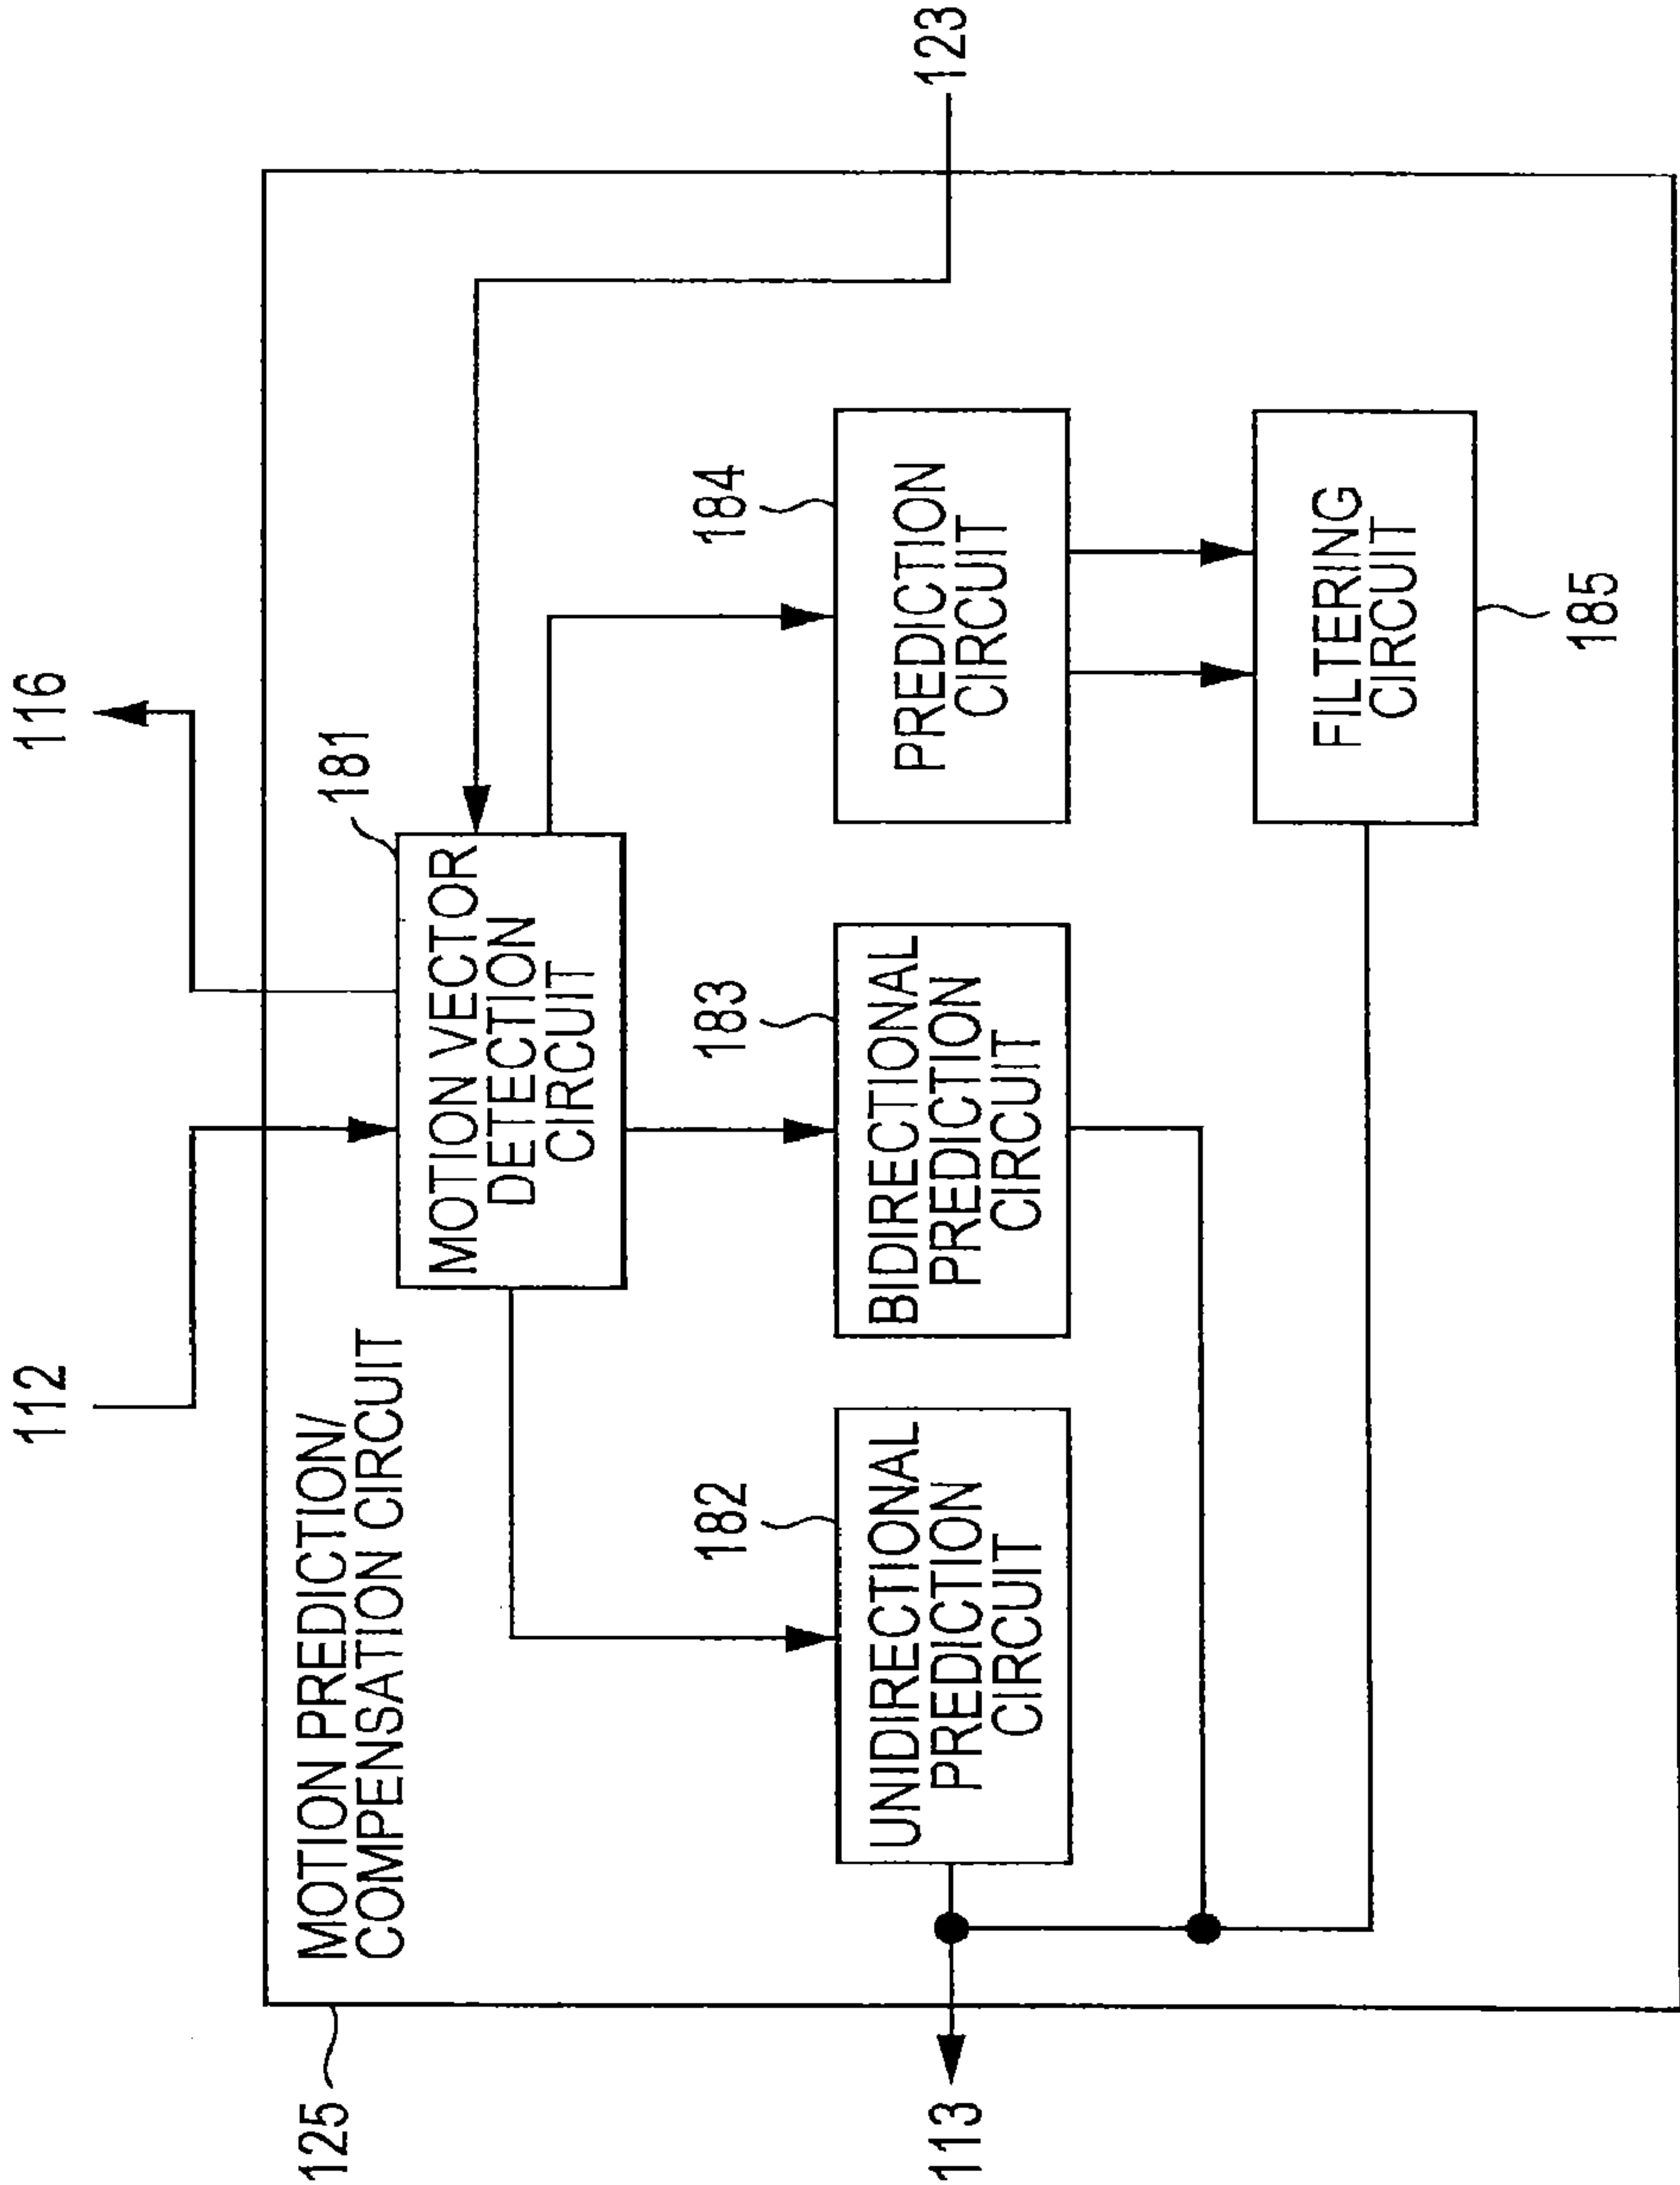 112
116
125
MOTION PREDICTION/
COMPENSATION CIRCUIT
181
MOTION VECTOR
DETECTION
CIRCUIT
182
183
184
UNIDIRECTIONAL
PREDICTION
CIRCUIT
BIDIRECTIONAL
PREDICTION
CIRCUIT
PREDICTION
CIRCUIT
113
123
FILTERING
CIRCUIT
185